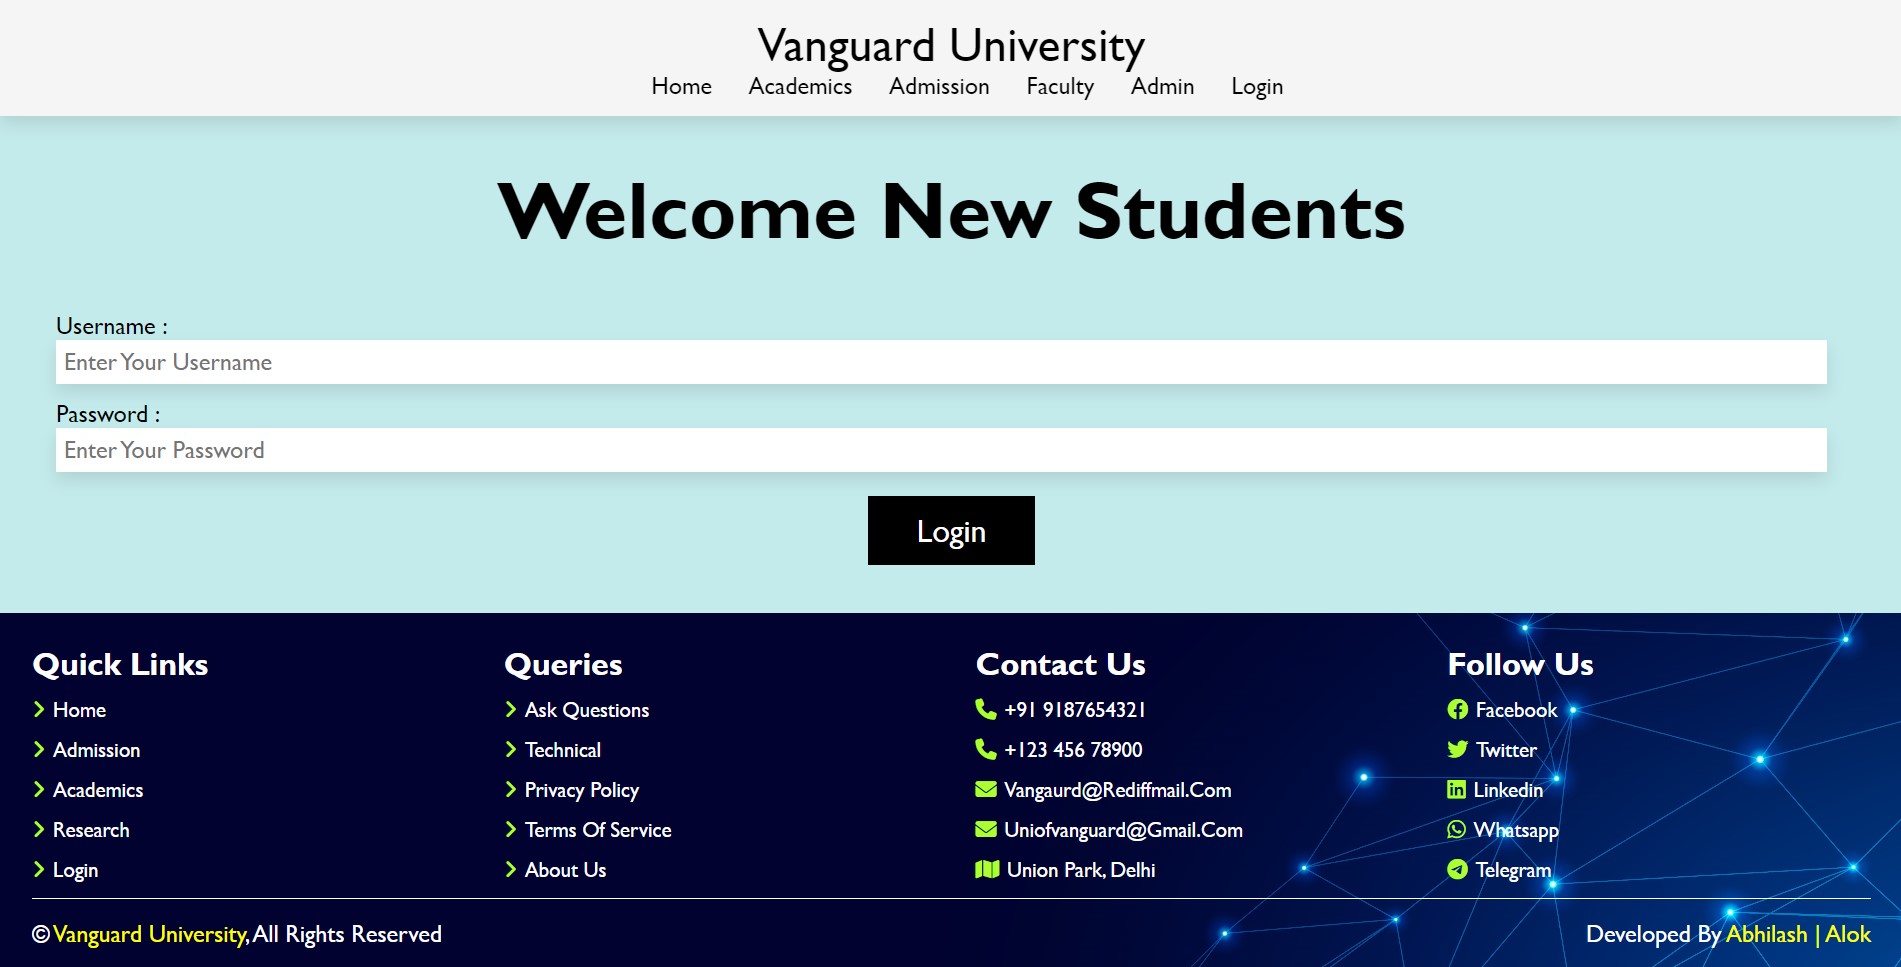 Vanguard University
Home Academics Admission Faculty Admin Login
Welcome New Students
Username :
Enter Your Username
Password :
Enter Your Password
Login
Quick Links
Home
Admission
Academics
Research
Login
Queries
Ask Questions
Technical
Privacy Policy
Terms Of Service
About Us
Contact Us
+91 9187654321
+123 456 78900
Vangaurd@Rediffmail.Com
Uniofvanguard@Gmail.Com
Union Park, Delhi
Follow Us
Facebook
Twitter
Linkedin
Whatsapp
Telegram
© Vanguard University, All Rights Reserved
Developed By Abhilash | Alok